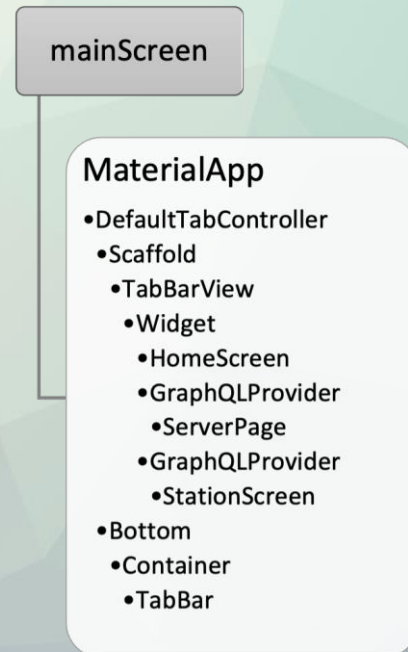 mainScreen
MaterialApp
•DefaultTabController
•Scaffold
•TabBarView
•Widget
•HomeScreen
•GraphQLProvider
•ServerPage
•GraphQLProvider
•StationScreen
•Bottom
•Container
•TabBar